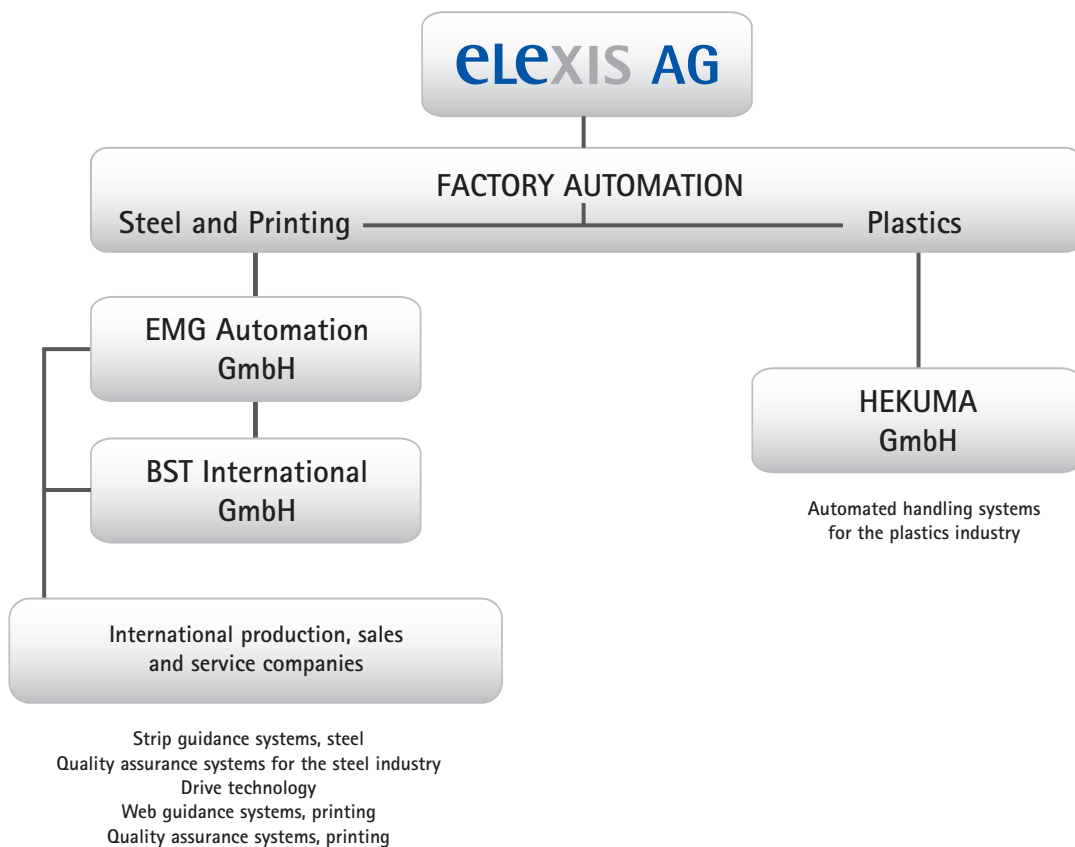 eLeXIS AG
FACTORY AUTOMATION
Steel and Printing
Plastics
EMG Automation
GmbH
BST International
GmbH
HEKUMA
GmbH
Automated handling systems
for the plastics industry
International production, sales
and service companies
Strip guidance systems, steel
Quality assurance systems for the steel industry
Drive technology
Web guidance systems, printing
Quality assurance systems, printing